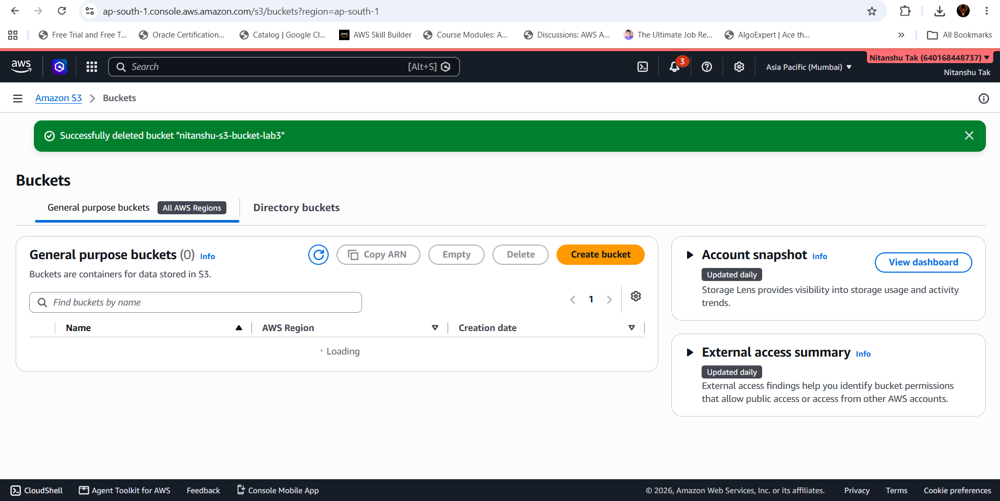 ap-south-1.console.aws.amazon.com/s3/buckets?region=ap-south-1
Free Trial and Free T...
Oracle Certification...
Catalog | Google Cl...
aws
AWS Skill Builder
Course Modules: A...
Discussions: AWS A...
The Ultimate Job Re...
AlgoExpert | Ace th...
All Bookmarks
aws
Search
[Alt+S]
3
Asia Pacific (Mumbai)
Nitanshu Tak (640168448737)
Nitanshu Tak
Amazon S3 > Buckets
Successfully deleted bucket "nitanshu-s3-bucket-lab3"
Buckets
General purpose buckets
All AWS Regions
Directory buckets
General purpose buckets (0) Info
Copy ARN
Empty
Delete
Create bucket
Buckets are containers for data stored in S3.
Find buckets by name
1
Name
AWS Region
Creation date
Loading
Account snapshot Info
View dashboard
Updated daily
Storage Lens provides visibility into storage usage and activity
trends.
External access summary Info
Updated daily
External access findings help you identify bucket permissions
that allow public access or access from other AWS accounts.
CloudShell
Agent Toolkit for AWS
Feedback
Console Mobile App
© 2026, Amazon Web Services, Inc. or its affiliates.
Privacy
Terms
Cookie preferences